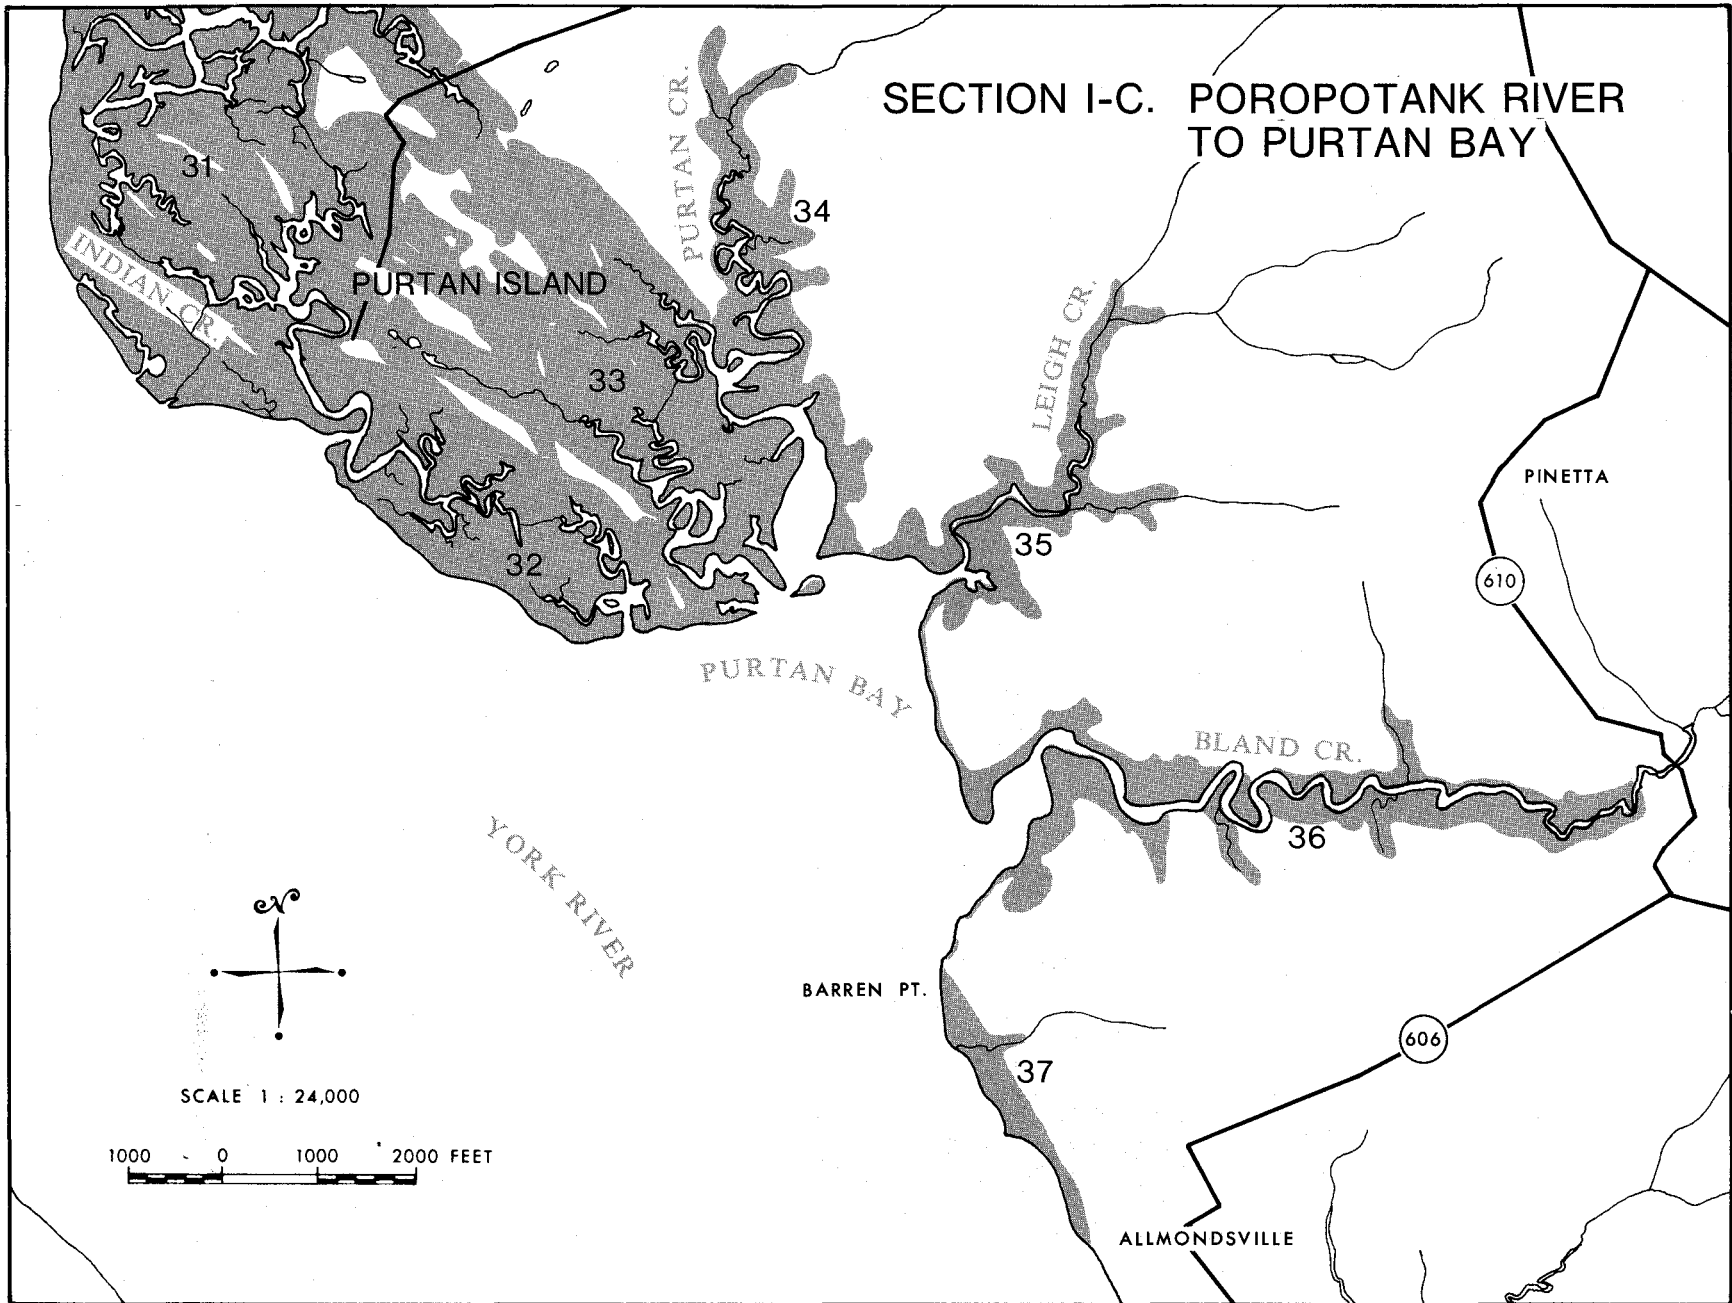 SECTION I-C. POROPOTANK RIVER
TO PURTAN BAY
PURTAN CR.
31
34
INDIAN CR.
PURTAN ISLAND
LEIGH CR.
33
PINETTA
35
32
610
PURTAN BAY
BLAND CR.
YORK RIVER
36
N
BARREN PT.
606
37
SCALE 1 : 24,000
1000 0 1000 2000 FEET
ALLMONDSVILLE